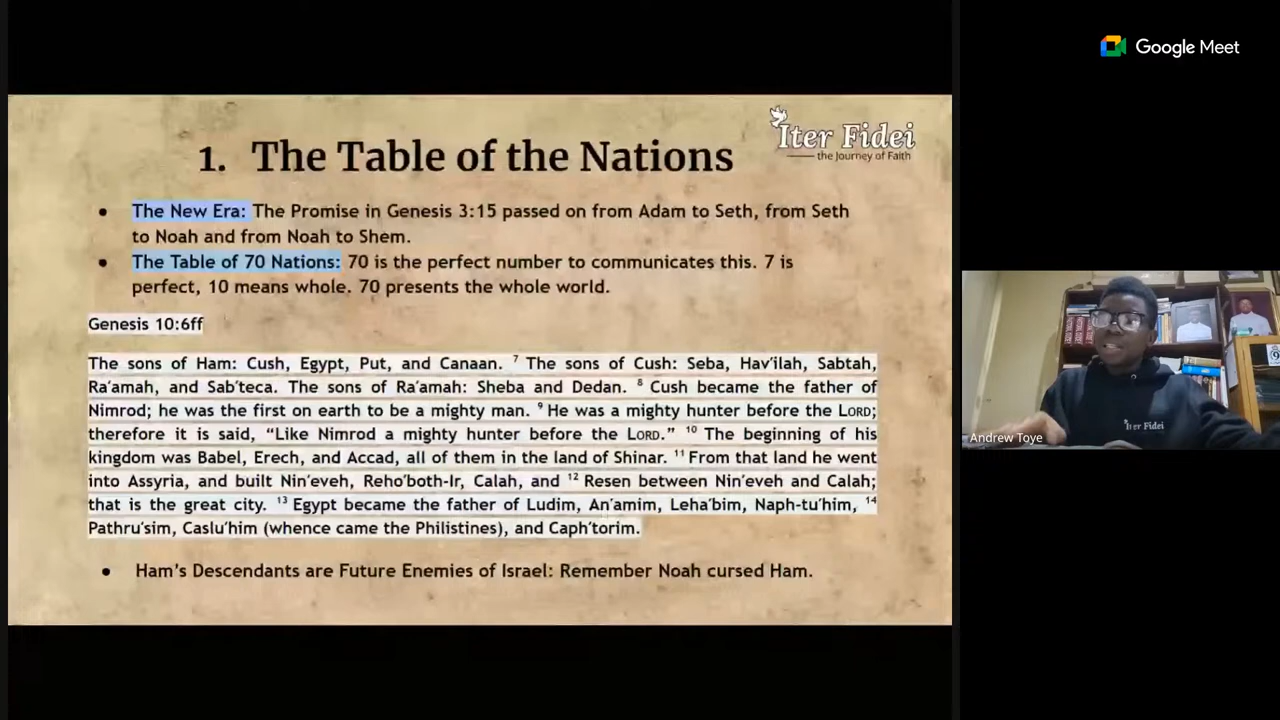 Google Meet
Iter Fidei
the Journey of Faith
1. The Table of the Nations
• The New Era: The Promise in Genesis 3:15 passed on from Adam to Seth, from Seth
to Noah and from Noah to Shem.
• The Table of 70 Nations: 70 is the perfect number to communicates this. 7 is
perfect, 10 means whole. 70 presents the whole world.
Genesis 10:6ff
The sons of Ham: Cush, Egypt, Put, and Canaan. ⁷ The sons of Cush: Seba, Hav′ilah, Sabtah,
Ra′amah, and Sab′teca. The sons of Ra′amah: Sheba and Dedan. ⁸ Cush became the father of
Nimrod; he was the first on earth to be a mighty man. ⁹ He was a mighty hunter before the LORD;
therefore it is said, “Like Nimrod a mighty hunter before the LORD.” ¹⁰ The beginning of his
kingdom was Babel, Erech, and Accad, all of them in the land of Shinar. ¹¹ From that land he went
into Assyria, and built Nin′eveh, Reho′both-Ir, Calah, and ¹² Resen between Nin′eveh and Calah;
that is the great city. ¹³ Egypt became the father of Ludim, An′amim, Leha′bim, Naph-tu′him, ¹⁴
Pathru′sim, Caslu′him (whence came the Philistines), and Caph′torim.
• Ham’s Descendants are Future Enemies of Israel: Remember Noah cursed Ham.
Iter Fidei
Andrew Toye